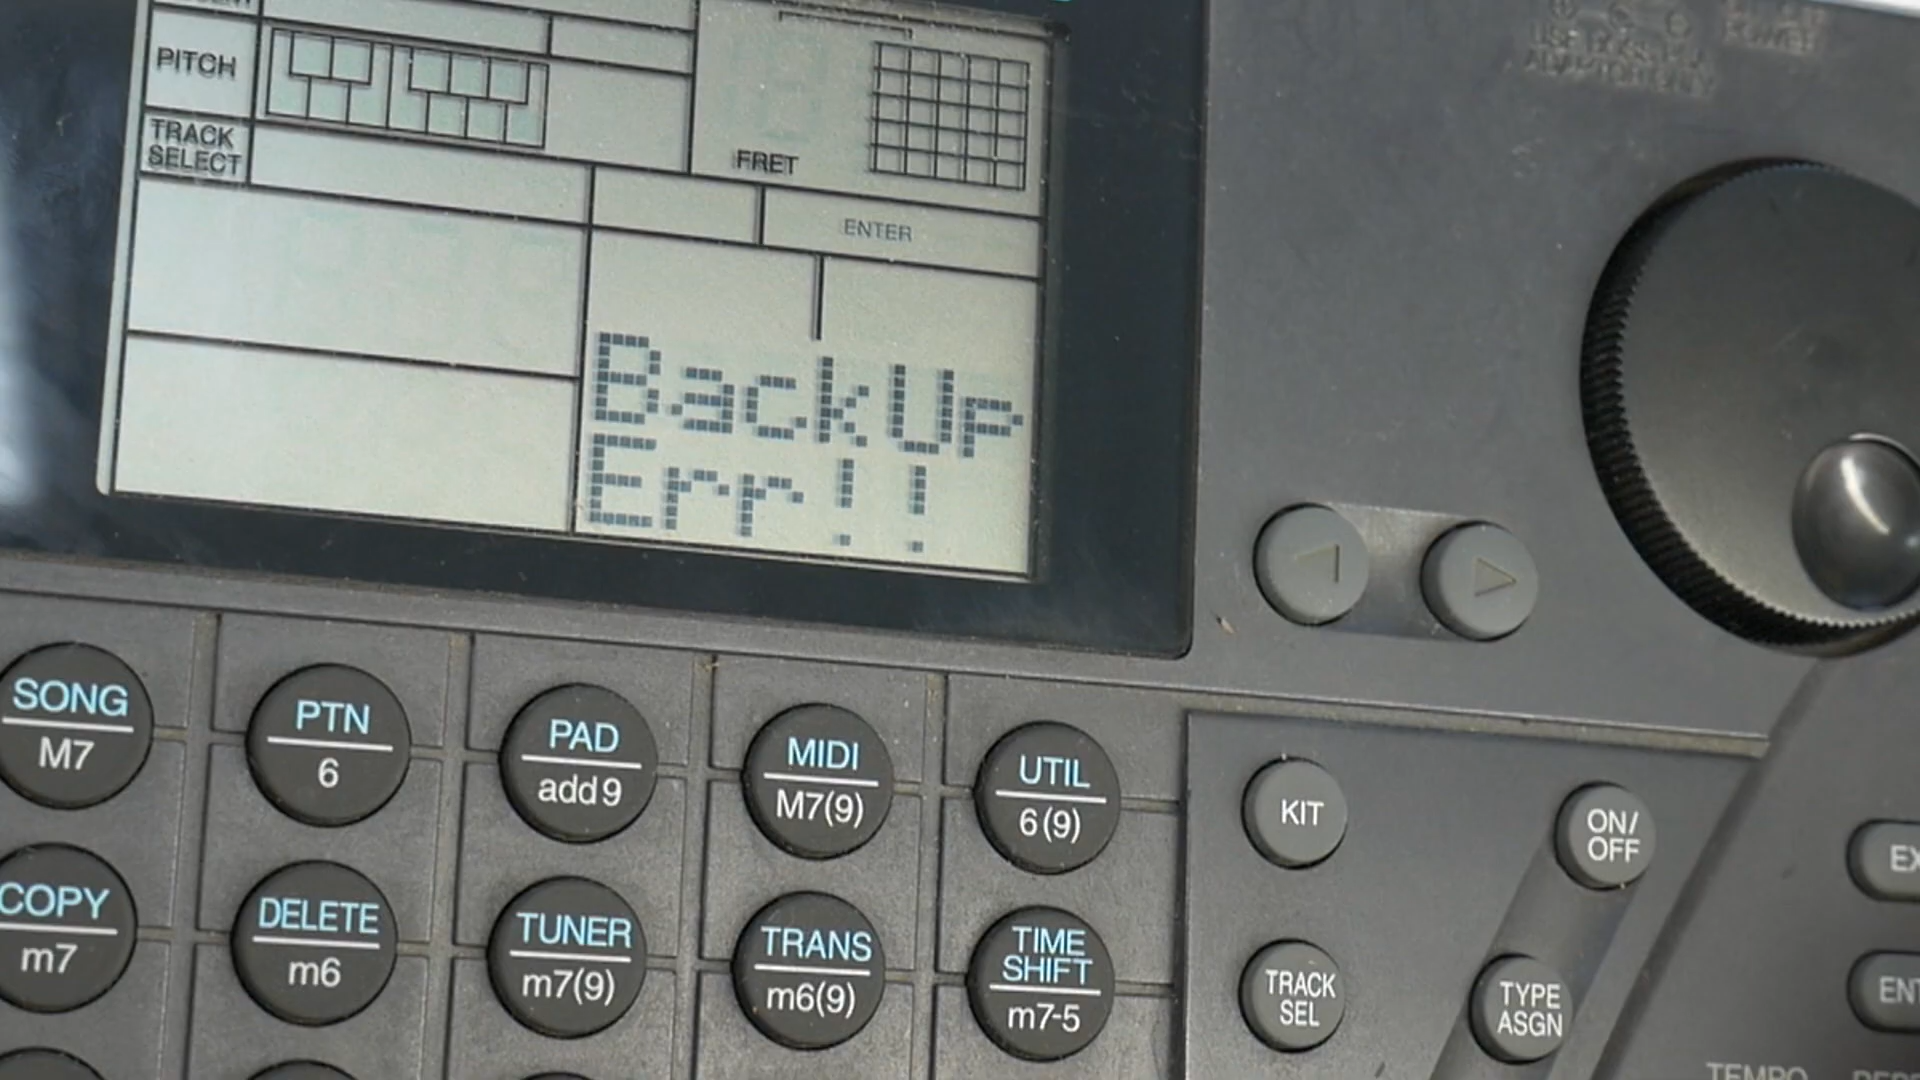 PITCH
TRACK
SELECT
FRET
ENTER
BackUp
Err!!
SONG
M7
PTN
6
PAD
add9
MIDI
M7(9)
UTIL
6(9)
KIT
ON/
OFF
COPY
m7
DELETE
m6
TUNER
m7(9)
TRANS
m6(9)
TIME
SHIFT
m7-5
TRACK
SEL
TYPE
ASGN
TEMPO